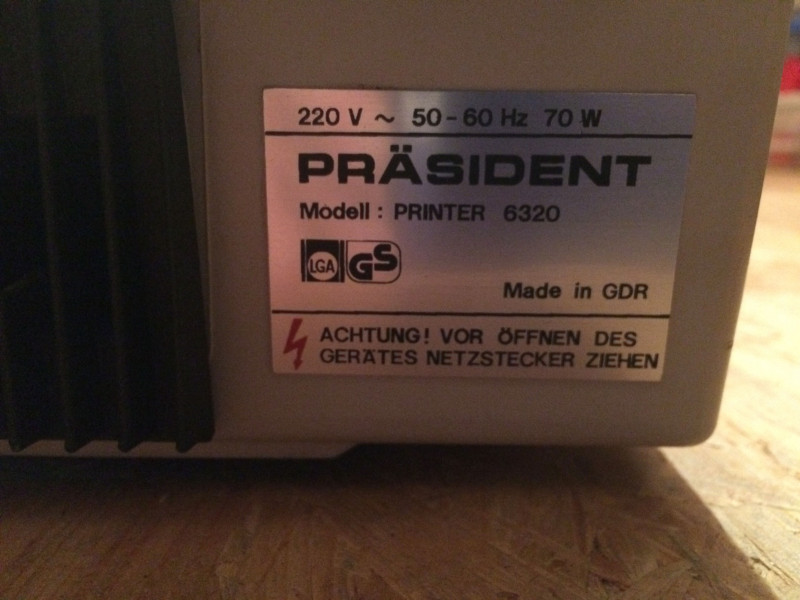 220 V ~ 50-60 Hz 70 W
PRÄSIDENT
Modell: PRINTER 6320
LGA GS
Made in GDR
ACHTUNG! VOR ÖFFNEN DES
GERÄTES NETZSTECKER ZIEHEN